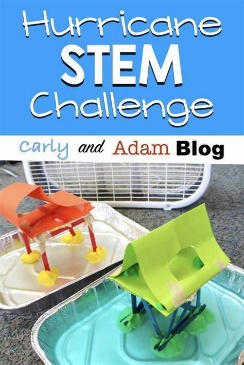 Hurricane
STEM
Challenge
Carly and Adam Blog